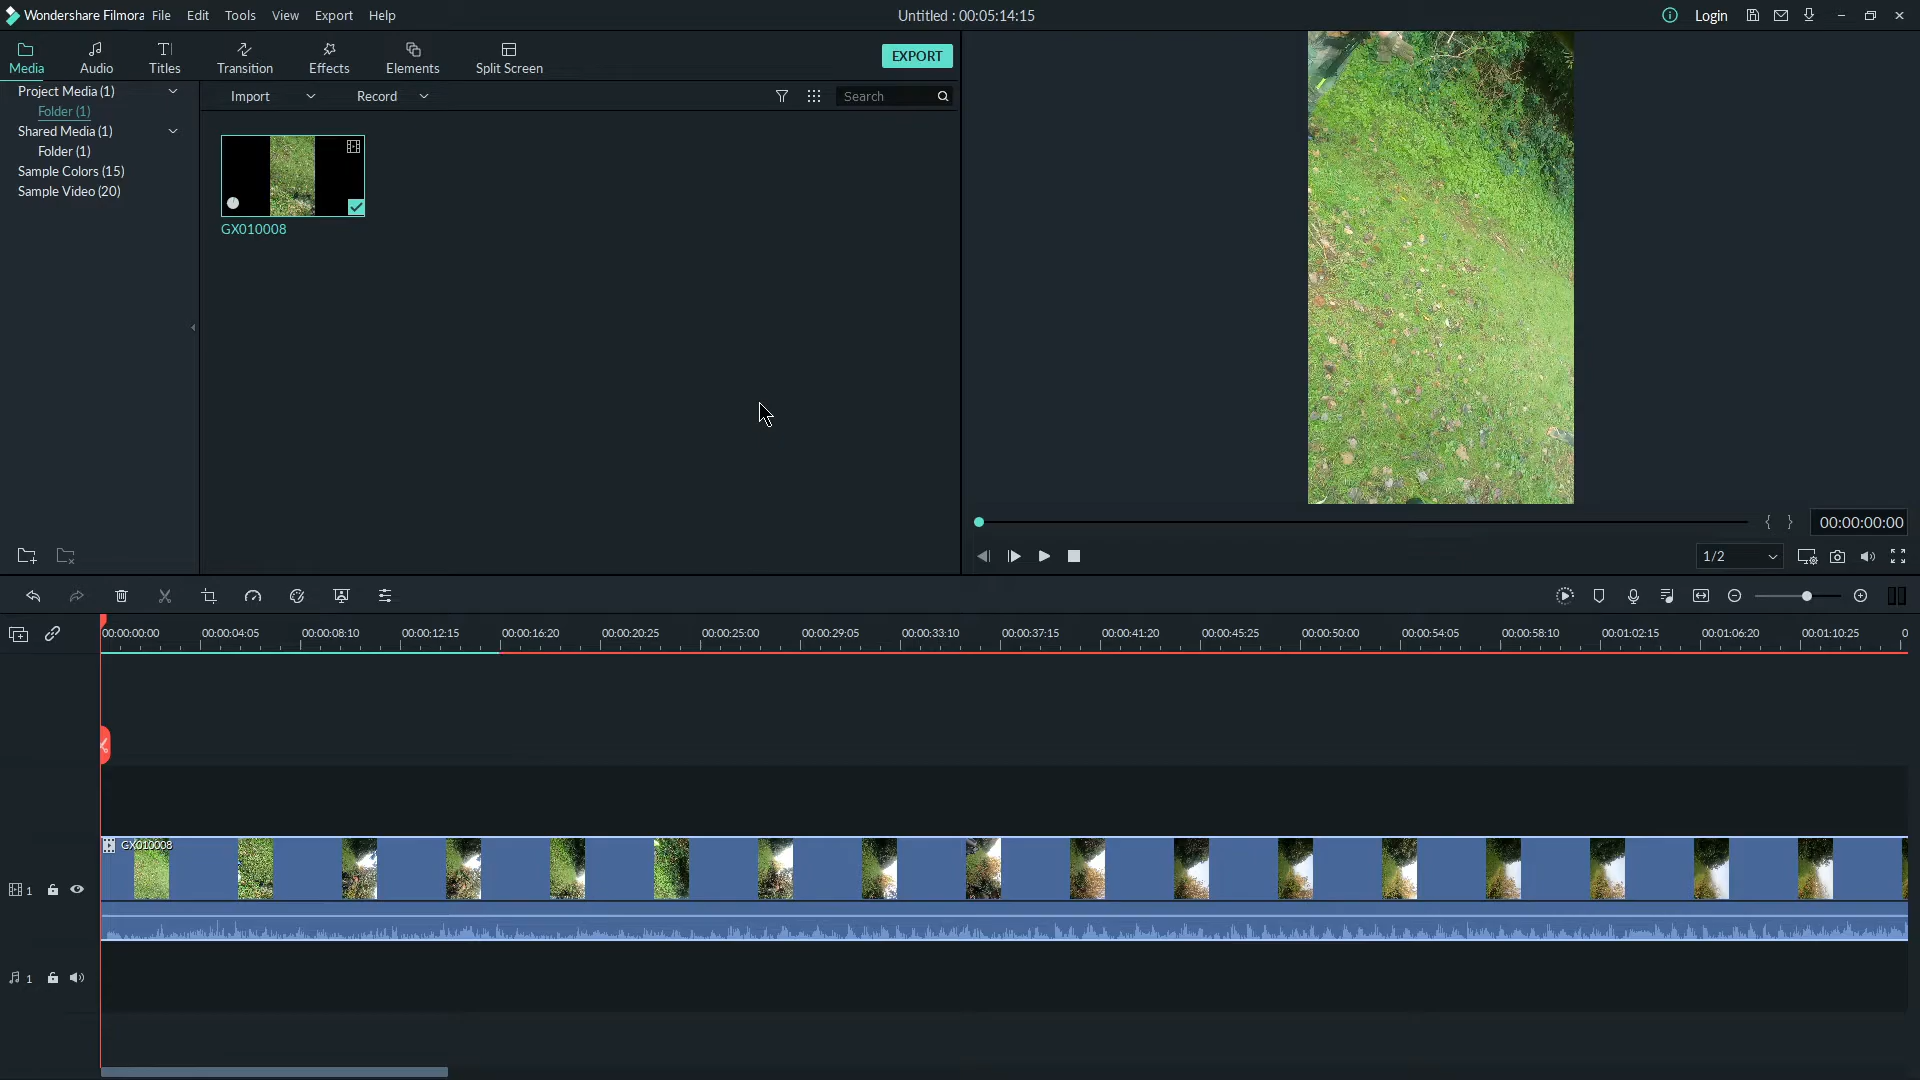 Wondershare Filmora File Edit Tools View Export Help Untitled : 00:05:14:15 Login
Media Audio Titles Transition Effects Elements Split Screen EXPORT
Project Media (1)
Folder (1)
Shared Media (1)
Folder (1)
Sample Colors (15)
Sample Video (20)
Import Record Search
GX010008
{ } 00:00:00:00
1/2
00:00:00:00 00:00:04:05 00:00:08:10 00:00:12:15 00:00:16:20 00:00:20:25 00:00:25:00 00:00:29:05 00:00:33:10 00:00:37:15 00:00:41:20 00:00:45:25 00:00:50:00 00:00:54:05 00:00:58:10 00:01:02:15 00:01:06:20 00:01:10:25 0
GX010008
1
1